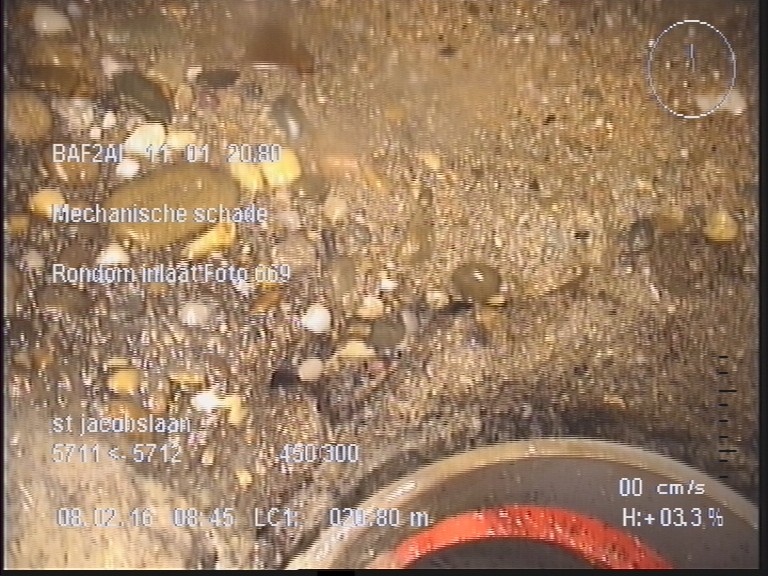 BAF2AL 11 01 20.80
Mechanische schade
Rondom inlaat Foto 669
st jacobslaan
5711 <- 5712 450/300
08.02.16 08:45 LC1: 020.80 m
00 cm/s
H:+03.3 %